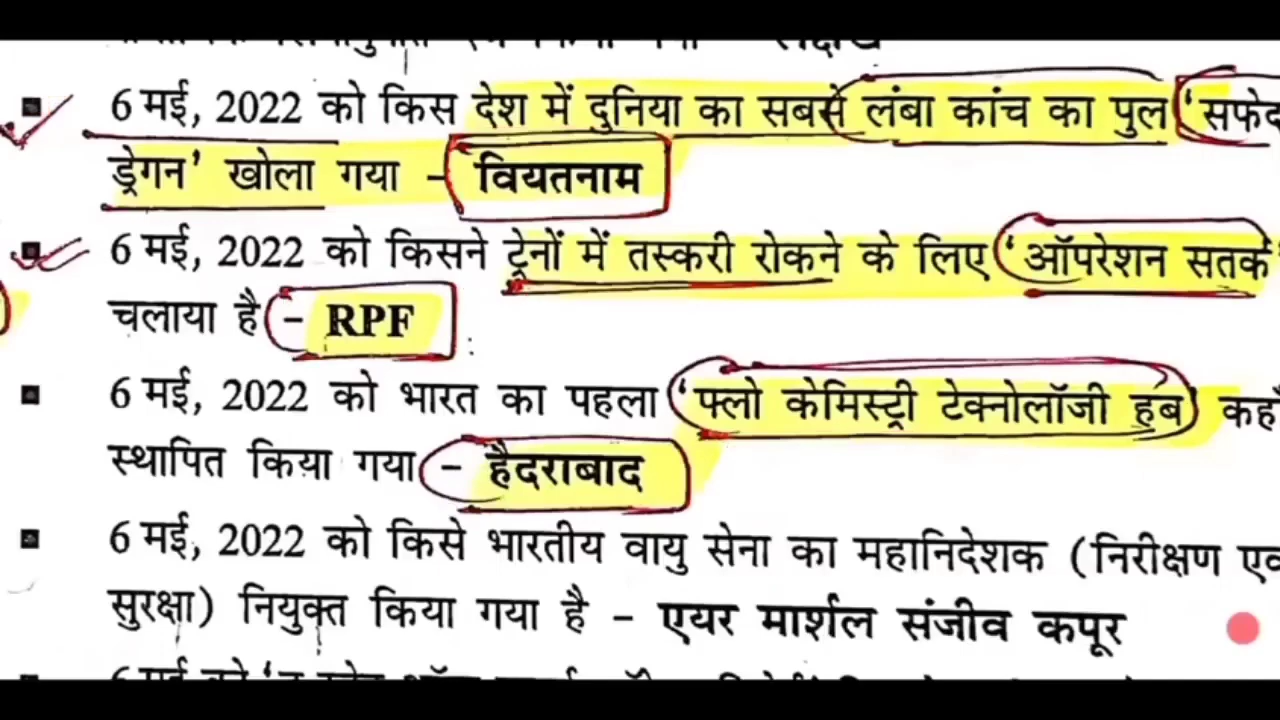 6 मई, 2022 को किस देश में दुनिया का सबसे लंबा कांच का पुल 'सफेद
ड्रेगन' खोला गया - वियतनाम
6 मई, 2022 को किसने ट्रेनों में तस्करी रोकने के लिए 'ऑपरेशन सतर्क'
चलाया है - RPF
6 मई, 2022 को भारत का पहला 'फ्लो केमिस्ट्री टेक्नोलॉजी हब' कहाँ
स्थापित किया गया - हैदराबाद
6 मई, 2022 को किसे भारतीय वायु सेना का महानिदेशक (निरीक्षण एवं
सुरक्षा) नियुक्त किया गया है - एयर मार्शल संजीव कपूर